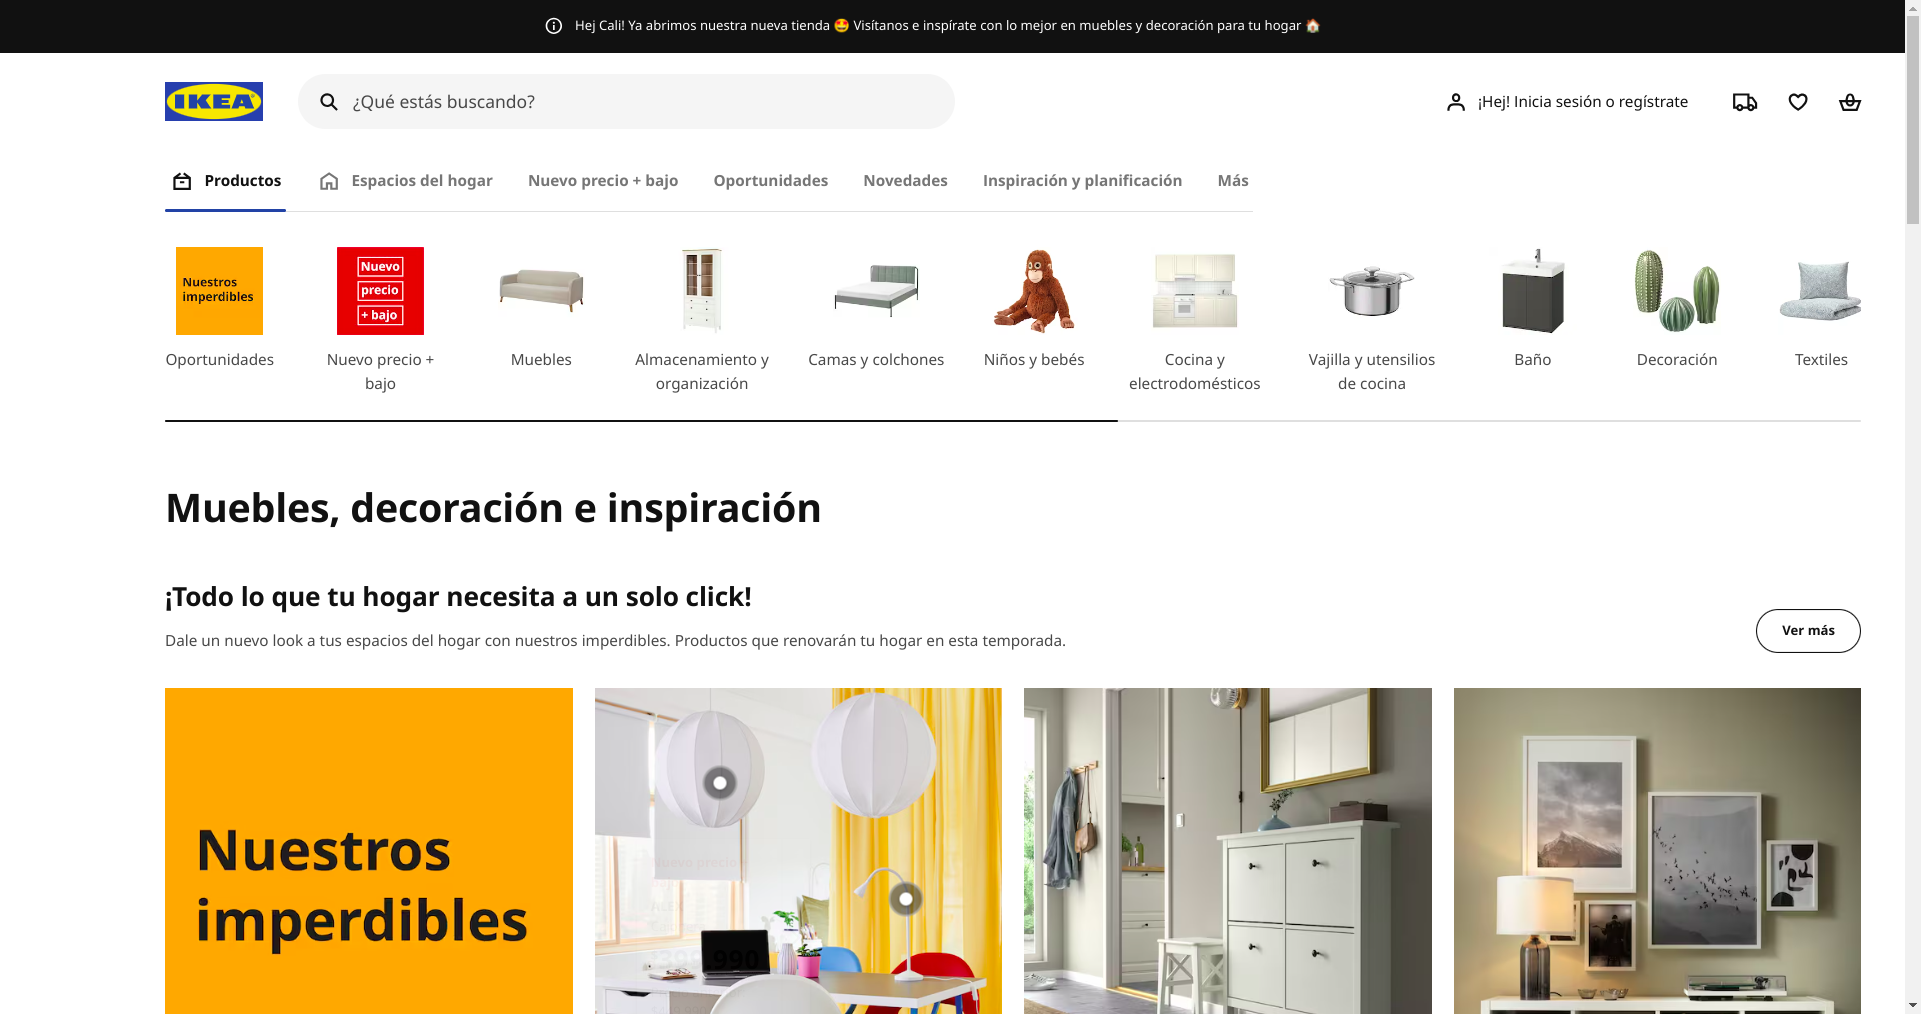 Hej Cali! Ya abrimos nuestra nueva tienda 🤩 Visítanos e inspírate con lo mejor en muebles y decoración para tu hogar 🏠
IKEA
¿Qué estás buscando?
¡Hej! Inicia sesión o regístrate
Productos
Espacios del hogar
Nuevo precio + bajo
Oportunidades
Novedades
Inspiración y planificación
Más
Nuestros
imperdibles
Nuevo
precio
+ bajo
Oportunidades
Nuevo precio +
bajo
Muebles
Almacenamiento y
organización
Camas y colchones
Niños y bebés
Cocina y
electrodomésticos
Vajilla y utensilios
de cocina
Baño
Decoración
Textiles
Muebles, decoración e inspiración
¡Todo lo que tu hogar necesita a un solo click!
Dale un nuevo look a tus espacios del hogar con nuestros imperdibles. Productos que renovarán tu hogar en esta temporada.
Ver más
Nuestros
imperdibles